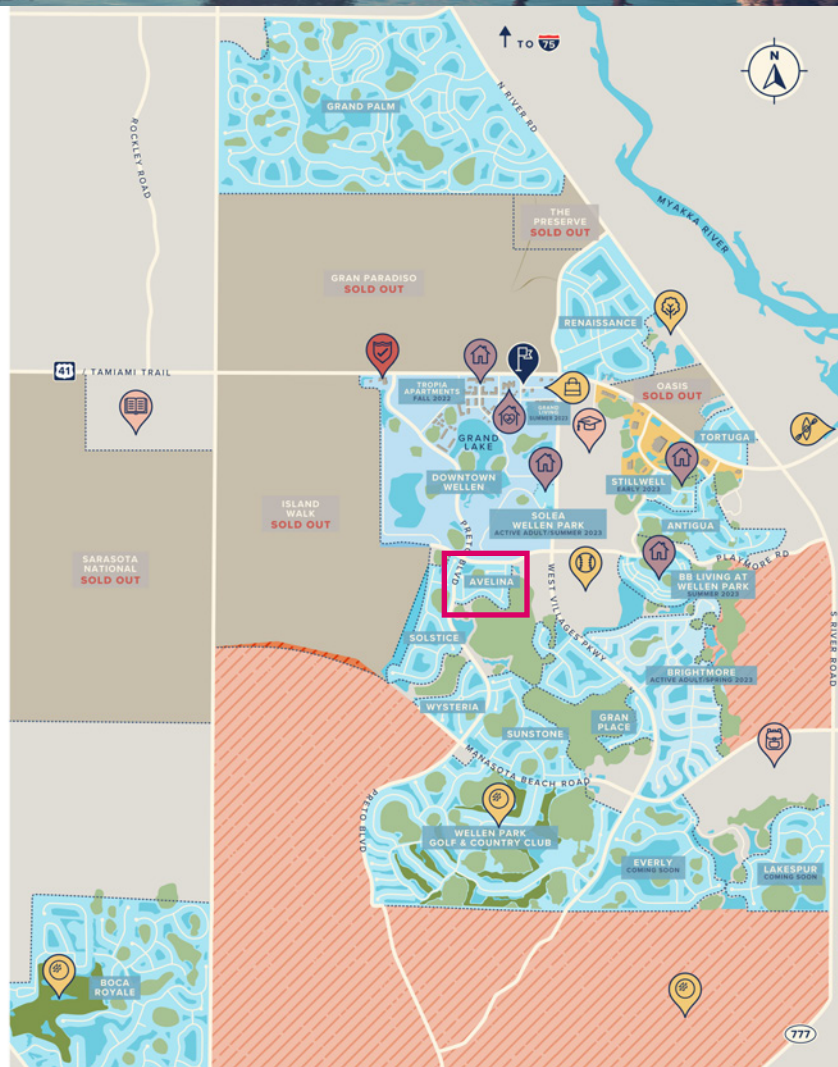 TO 75
N
GRAND PALM
N RIVER RD
ROCKLEY ROAD
MYAKKA RIVER
THE
PRESERVE
SOLD OUT
GRAN PARADISO
SOLD OUT
RENAISSANCE
41 / TAMIAMI TRAIL
TROPIA
APARTMENTS
FALL 2022
GRAND
LIVING
SUMMER 2023
OASIS
SOLD OUT
TORTUGA
GRAND
LAKE
DOWNTOWN
WELLEN
STILLWELL
EARLY 2023
ISLAND
WALK
SOLD OUT
SOLEA
WELLEN PARK
ACTIVE ADULT/SUMMER 2023
ANTIGUA
SARASOTA
NATIONAL
SOLD OUT
PRETO BLVD
AVELINA
WEST VILLAGES PKWY
PLAYMORE RD
BB LIVING AT
WELLEN PARK
SUMMER 2023
S RIVER ROAD
SOLSTICE
BRIGHTMORE
ACTIVE ADULT/SPRING 2023
WYSTERIA
GRAN
PLACE
SUNSTONE
MANASOTA BEACH ROAD
PRETO BLVD
WELLEN PARK
GOLF & COUNTRY CLUB
EVERLY
COMING SOON
LAKESPUR
COMING SOON
BOCA
ROYALE
777